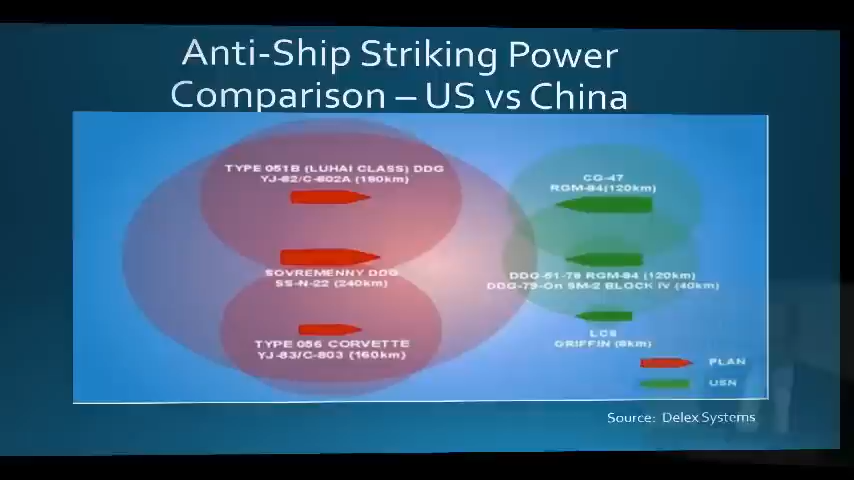 Anti-Ship Striking Power
Comparison – US vs China
TYPE 051B (LUHAI CLASS) DDG
YJ-82/C-802A (180km)
SOVREMENNY DDG
SS-N-22 (240km)
TYPE 056 CORVETTE
YJ-83/C-803 (160km)
CG-47
RGM-84(120km)
DDG-51-78 RGM-84 (120km)
DDG-79-On SM-2 BLOCK IV (40km)
LCS
GRIFFIN (8km)
PLAN
USN
Source: Delex Systems